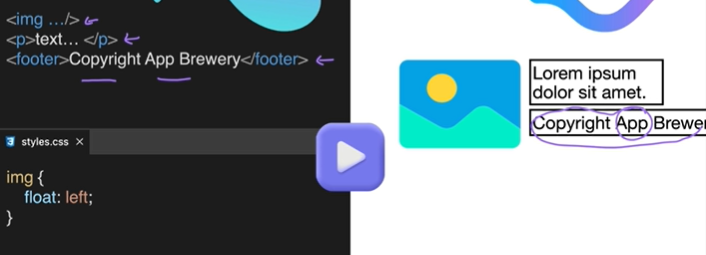 <img .../>
<p>text... </p>
<footer>Copyright App Brewery</footer>
styles.css ×
img {
float: left;
}
Lorem ipsum
dolor sit amet.
Copyright App Brewer